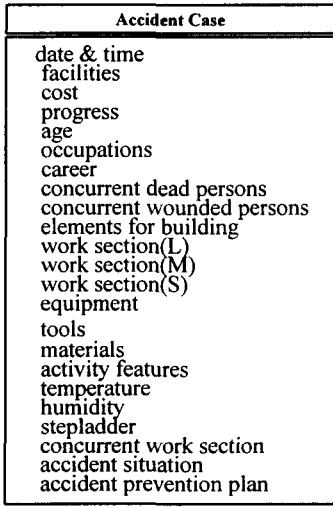 Accident Case
date & time
facilities
cost
progress
age
occupations
career
concurrent dead persons
concurrent wounded persons
elements for building
work section(L)
work section(M)
work section(S)
equipment
tools
materials
activity features
temperature
humidity
stepladder
concurrent work section
accident situation
accident prevention plan